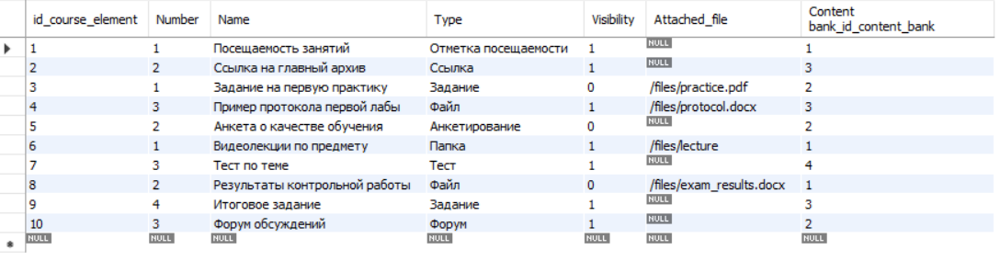 id_course_element Number Name Type Visibility Attached_file Content bank_id_content_bank
1 1 Посещаемость занятий Отметка посещаемости 1 NULL 1
2 2 Ссылка на главный архив Ссылка 1 NULL 3
3 1 Задание на первую практику Задание 0 /files/practice.pdf 2
4 3 Пример протокола первой лабы Файл 1 /files/protocol.docx 3
5 2 Анкета о качестве обучения Анкетирование 0 NULL 2
6 1 Видеолекции по предмету Папка 1 /files/lecture 1
7 3 Тест по теме Тест 1 NULL 4
8 2 Результаты контрольной работы Файл 0 /files/exam_results.docx 1
9 4 Итоговое задание Задание 1 NULL 3
10 3 Форум обсуждений Форум 1 NULL 2
NULL NULL NULL NULL NULL NULL NULL